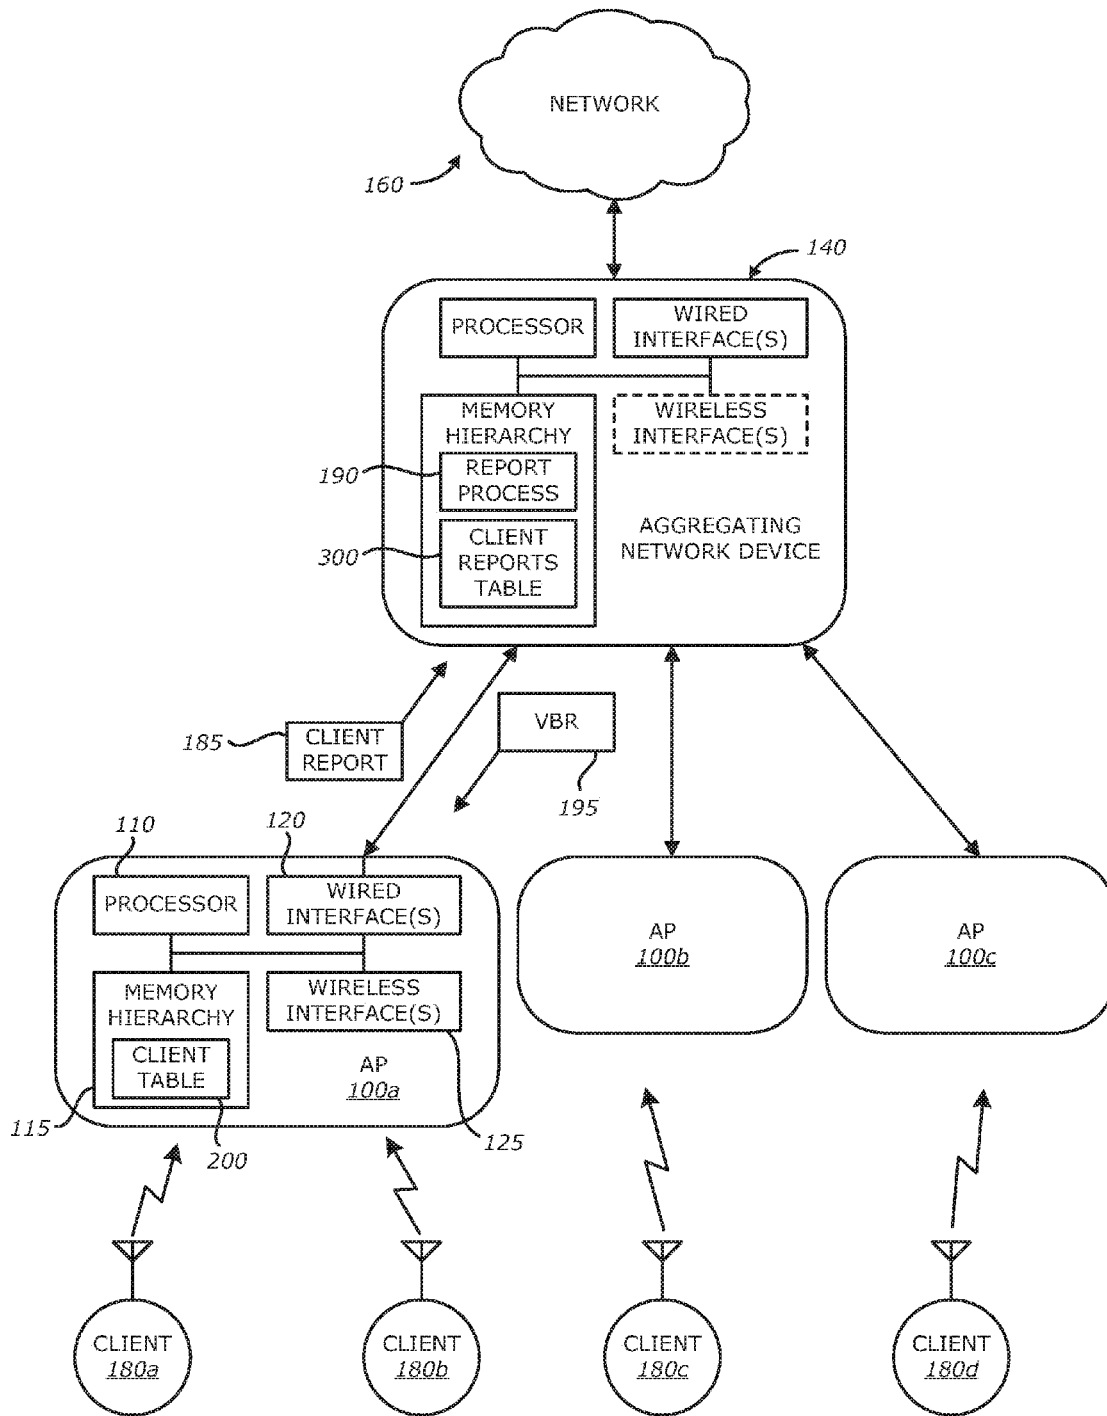 NETWORK
160
140
PROCESSOR
WIRED
INTERFACE(S)
MEMORY
HIERARCHY
WIRELESS
INTERFACE(S)
190
REPORT
PROCESS
300
CLIENT
REPORTS
TABLE
AGGREGATING
NETWORK DEVICE
185
CLIENT
REPORT
VBR
195
110
120
PROCESSOR
WIRED
INTERFACE(S)
MEMORY
HIERARCHY
WIRELESS
INTERFACE(S)
CLIENT
TABLE
AP
100a
115
200
125
AP
100b
AP
100c
CLIENT
180a
CLIENT
180b
CLIENT
180c
CLIENT
180d